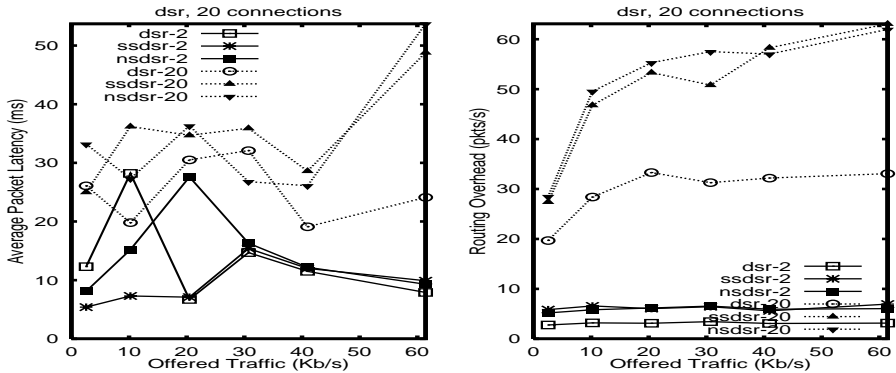 dsr, 20 connections
Average Packet Latency (ms)
50
40
30
20
10
0
dsr-2
ssdsr-2
nsdsr-2
dsr-20
ssdsr-20
nsdsr-20
0 10 20 30 40 50 60
Offered Traffic (Kb/s)
dsr, 20 connections
Routing Overhead (pkts/s)
60
50
40
30
20
10
0
dsr-2
ssdsr-2
nsdsr-2
dsr-20
ssdsr-20
nsdsr-20
0 10 20 30 40 50 60
Offered Traffic (Kb/s)